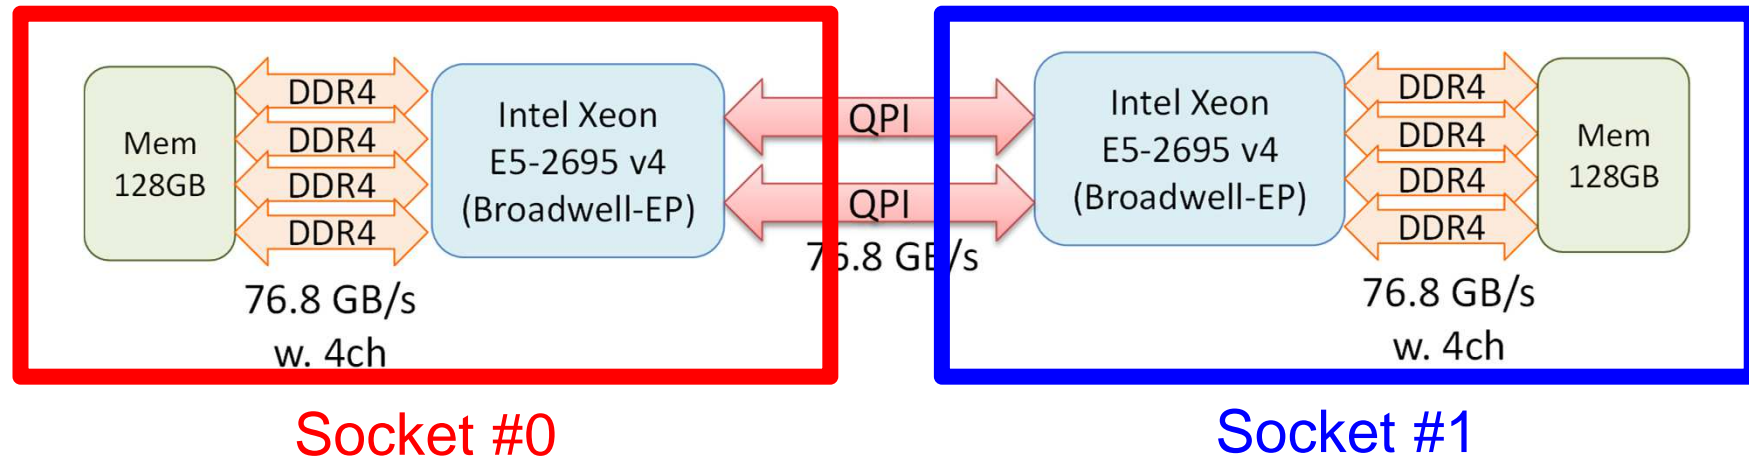 Mem
128GB
DDR4
DDR4
DDR4
DDR4
76.8 GB/s
w. 4ch
Intel Xeon
E5-2695 v4
(Broadwell-EP)
QPI
QPI
76.8 GB/s
Intel Xeon
E5-2695 v4
(Broadwell-EP)
DDR4
DDR4
DDR4
DDR4
76.8 GB/s
w. 4ch
Mem
128GB
Socket #0
Socket #1